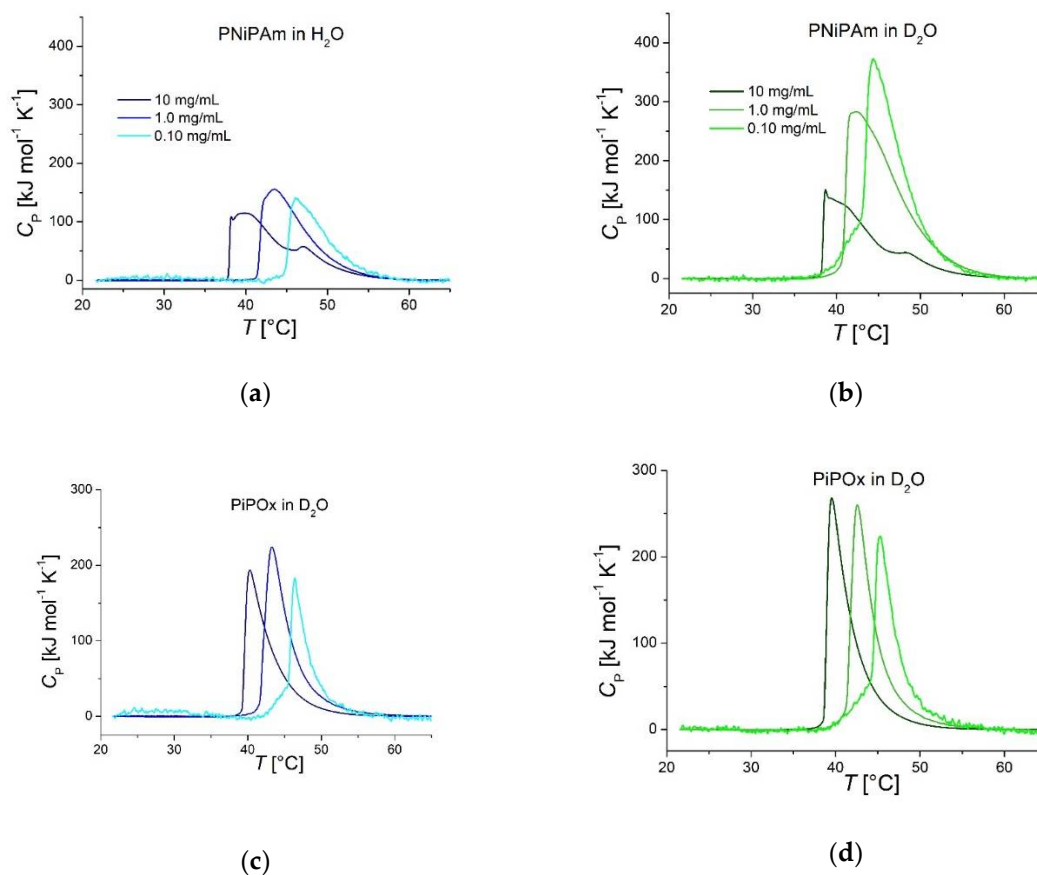 PNiPAm in H₂O
10 mg/mL
1.0 mg/mL
0.10 mg/mL
400
300
200
100
0
Cₚ [kJ mol⁻¹ K⁻¹]
20 30 40 50 60
T [°C]
(a)
PNiPAm in D₂O
10 mg/mL
1.0 mg/mL
0.10 mg/mL
400
300
200
100
0
Cₚ [kJ mol⁻¹ K⁻¹]
20 30 40 50 60
T [°C]
(b)
PiPOx in D₂O
300
200
100
0
Cₚ [kJ mol⁻¹ K⁻¹]
20 30 40 50 60
T [°C]
(c)
PiPOx in D₂O
300
200
100
0
Cₚ [kJ mol⁻¹ K⁻¹]
20 30 40 50 60
T [°C]
(d)